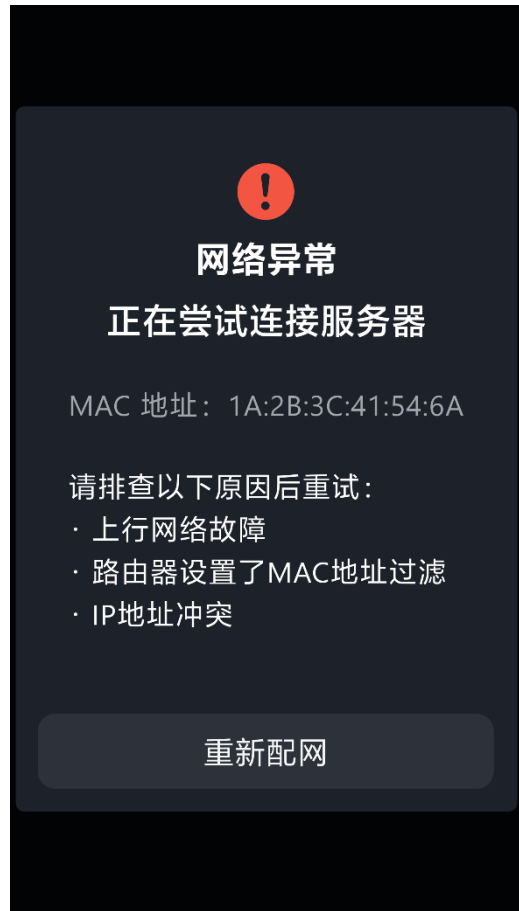 网络异常
正在尝试连接服务器
MAC 地址：1A:2B:3C:41:54:6A
请排查以下原因后重试：
· 上行网络故障
· 路由器设置了MAC地址过滤
· IP地址冲突
重新配网